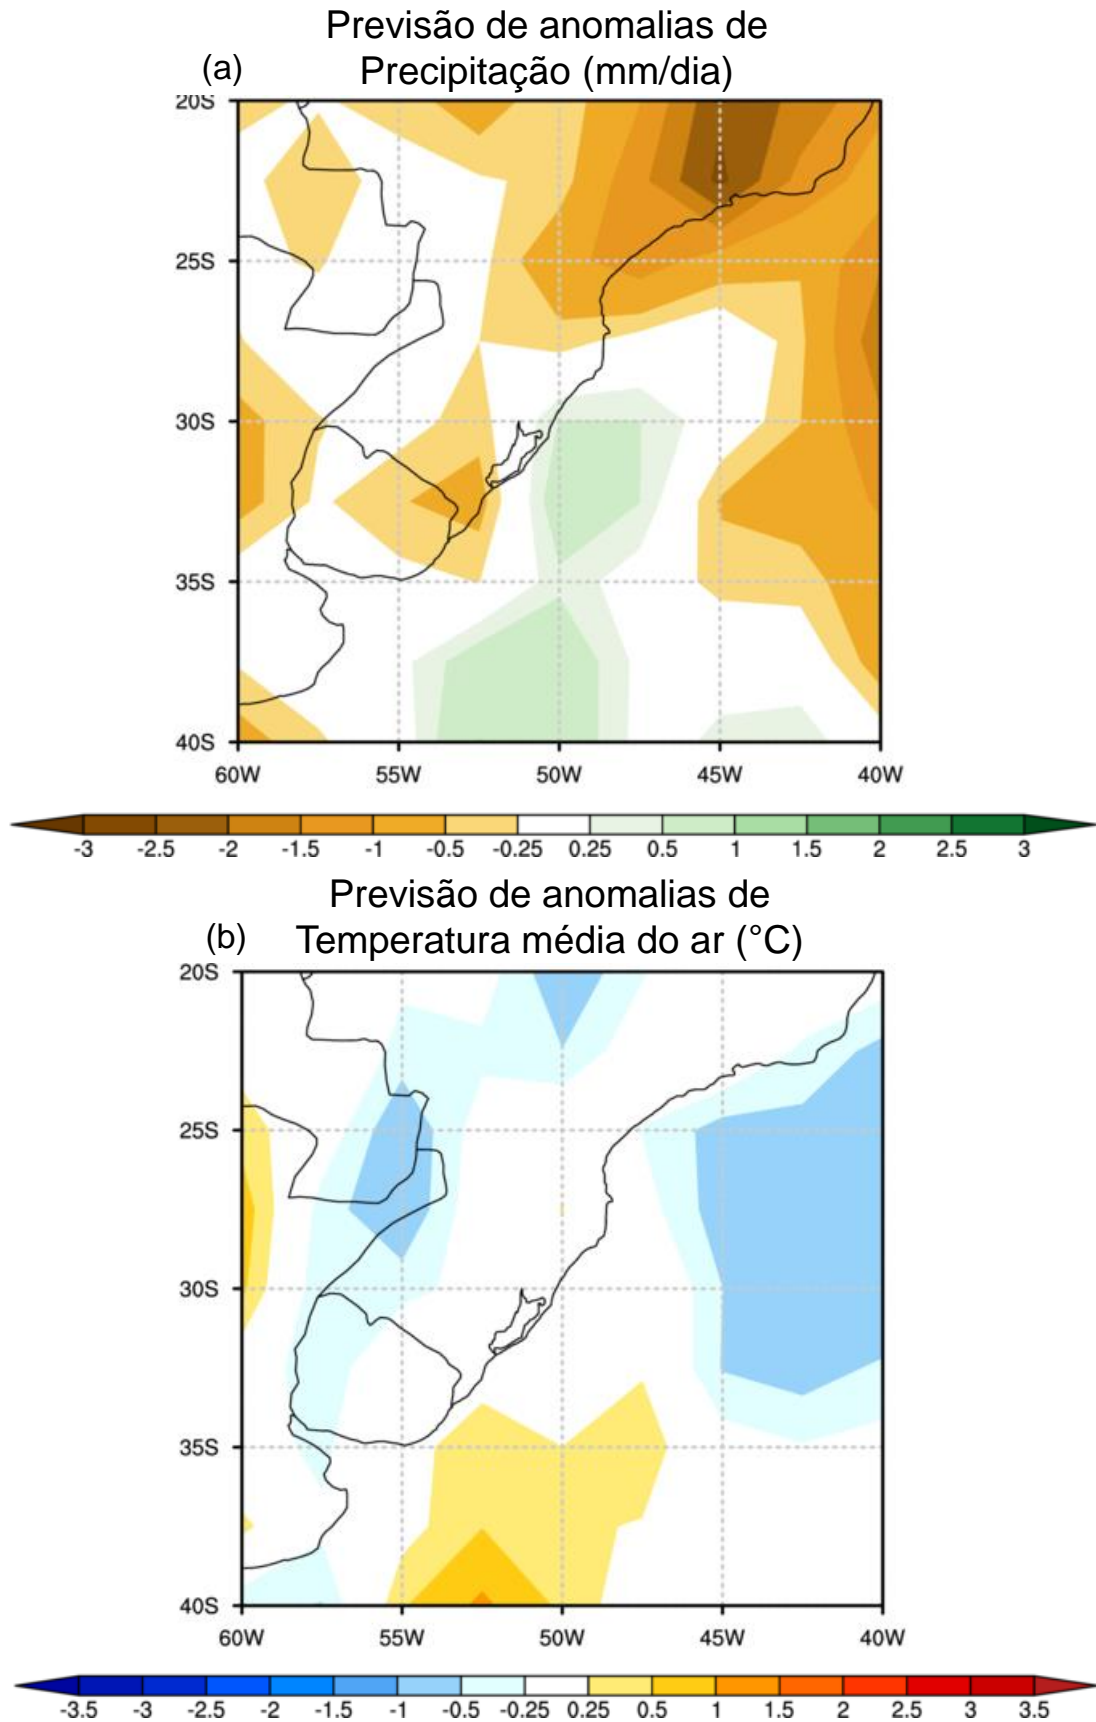 Previsão de anomalias de
(a) Precipitação (mm/dia)
20S
25S
30S
35S
40S
60W 55W 50W 45W 40W
-3 -2.5 -2 -1.5 -1 -0.5 -0.25 0.25 0.5 1 1.5 2 2.5 3
Previsão de anomalias de
(b) Temperatura média do ar (°C)
20S
25S
30S
35S
40S
60W 55W 50W 45W 40W
-3.5 -3 -2.5 -2 -1.5 -1 -0.5 -0.25 0.25 0.5 1 1.5 2 2.5 3 3.5